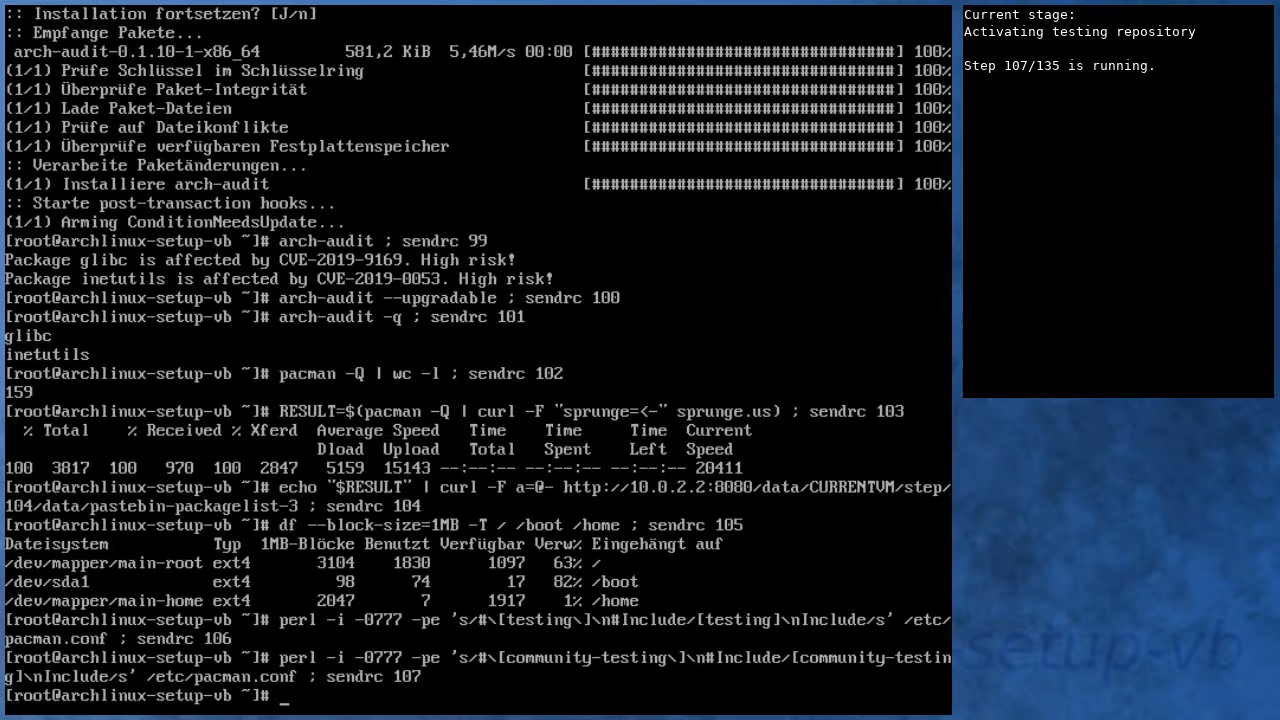 :: Installation fortsetzen? [J/n]
:: Empfange Pakete...
 arch-audit-0.1.10-1-x86_64         581,2 KiB  5,46M/s 00:00 [################################] 100%
(1/1) Prüfe Schlüssel im Schlüsselring                       [################################] 100%
(1/1) Überprüfe Paket-Integrität                             [################################] 100%
(1/1) Lade Paket-Dateien                                     [################################] 100%
(1/1) Prüfe auf Dateikonflikte                               [################################] 100%
(1/1) Überprüfe verfügbaren Festplattenspeicher              [################################] 100%
:: Verarbeite Paketänderungen...
(1/1) Installiere arch-audit                                 [################################] 100%
:: Starte post-transaction hooks...
(1/1) Arming ConditionNeedsUpdate...
[root@archlinux-setup-vb ~]# arch-audit ; sendrc 99
Package glibc is affected by CVE-2019-9169. High risk!
Package inetutils is affected by CVE-2019-0053. High risk!
[root@archlinux-setup-vb ~]# arch-audit --upgradable ; sendrc 100
[root@archlinux-setup-vb ~]# arch-audit -q ; sendrc 101
glibc
inetutils
[root@archlinux-setup-vb ~]# pacman -Q | wc -l ; sendrc 102
159
[root@archlinux-setup-vb ~]# RESULT=$(pacman -Q | curl -F "sprunge=<-" sprunge.us) ; sendrc 103
  % Total    % Received % Xferd  Average Speed   Time    Time     Time  Current
                                 Dload  Upload   Total   Spent    Left  Speed
100  3817  100   970  100  2847   5159  15143 --:--:-- --:--:-- --:--:-- 20411
[root@archlinux-setup-vb ~]# echo "$RESULT" | curl -F a=@- http://10.0.2.2:8080/data/CURRENTVM/step/
104/data/pastebin-packagelist-3 ; sendrc 104
[root@archlinux-setup-vb ~]# df --block-size=1MB -T / /boot /home ; sendrc 105
Dateisystem           Typ  1MB-Blöcke Benutzt Verfügbar Verw% Eingehängt auf
/dev/mapper/main-root ext4       3104    1830      1097   63% /
/dev/sda1             ext4         98      74        17   82% /boot
/dev/mapper/main-home ext4       2047       7      1917    1% /home
[root@archlinux-setup-vb ~]# perl -i -0777 -pe 's/#\[testing\]\n#Include/[testing]\nInclude/s' /etc/
pacman.conf ; sendrc 106
[root@archlinux-setup-vb ~]# perl -i -0777 -pe 's/#\[community-testing\]\n#Include/[community-testin
g]\nInclude/s' /etc/pacman.conf ; sendrc 107
[root@archlinux-setup-vb ~]# _
Current stage:
Activating testing repository
Step 107/135 is running.
setup-vb